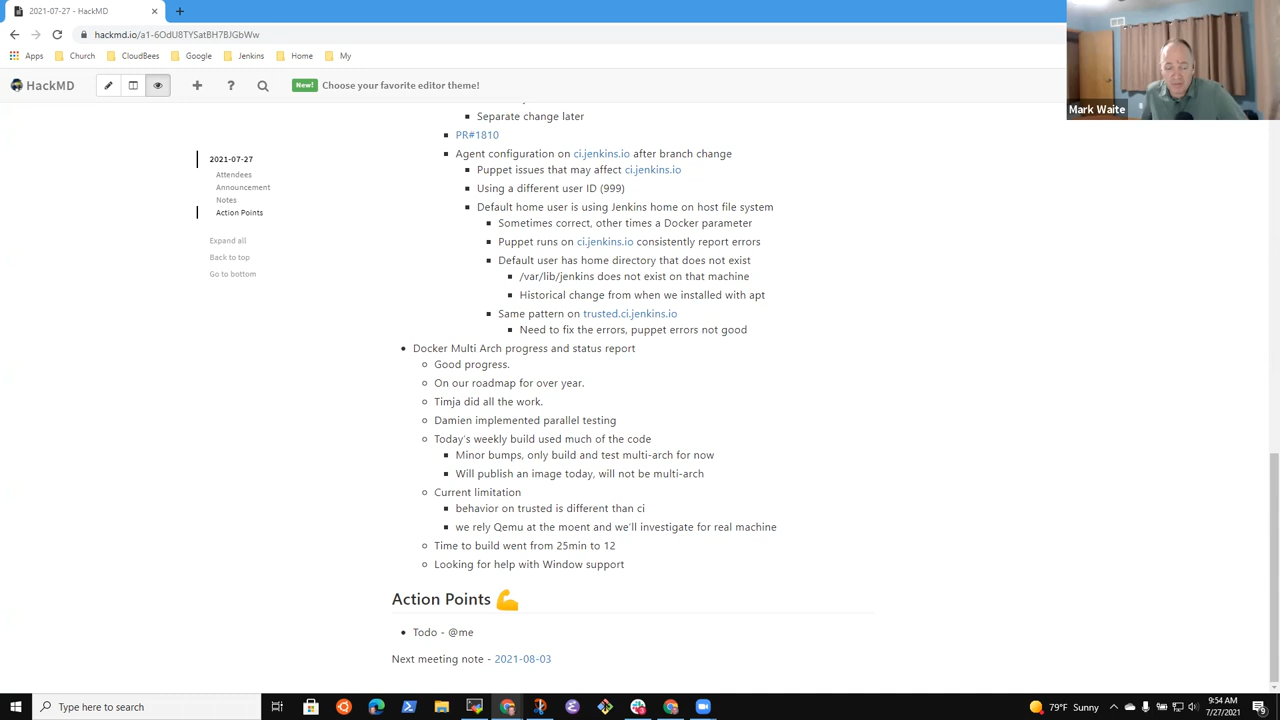 2021-07-27 - HackMD
hackmd.io/a1-6OdU8TYSatBH7BJGbWw
Apps Church CloudBees Google Jenkins Home My
HackMD New! Choose your favorite editor theme!
Mark Waite
2021-07-27
Attendees
Announcement
Notes
Action Points
Expand all
Back to top
Go to bottom
Separate change later
PR#1810
Agent configuration on ci.jenkins.io after branch change
Puppet issues that may affect ci.jenkins.io
Using a different user ID (999)
Default home user is using Jenkins home on host file system
Sometimes correct, other times a Docker parameter
Puppet runs on ci.jenkins.io consistently report errors
Default user has home directory that does not exist
/var/lib/jenkins does not exist on that machine
Historical change from when we installed with apt
Same pattern on trusted.ci.jenkins.io
Need to fix the errors, puppet errors not good
Docker Multi Arch progress and status report
Good progress.
On our roadmap for over year.
Timja did all the work.
Damien implemented parallel testing
Today's weekly build used much of the code
Minor bumps, only build and test multi-arch for now
Will publish an image today, will not be multi-arch
Current limitation
behavior on trusted is different than ci
we rely Qemu at the moent and we'll investigate for real machine
Time to build went from 25min to 12
Looking for help with Window support
Action Points 💪
Todo - @me
Next meeting note - 2021-08-03
Type here to search
79°F Sunny
9:54 AM
7/27/2021